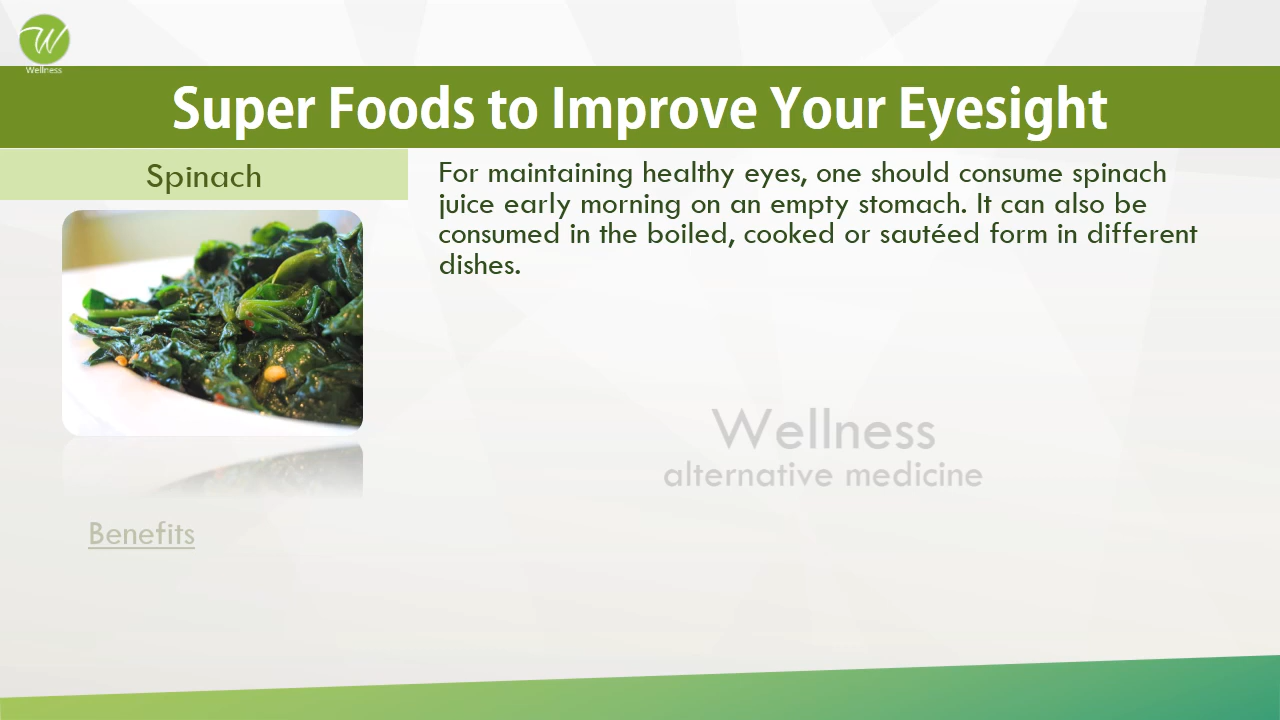 W
Wellness
Super Foods to Improve Your Eyesight
Spinach
For maintaining healthy eyes, one should consume spinach
juice early morning on an empty stomach. It can also be
consumed in the boiled, cooked or sautéed form in different
dishes.
Wellness
alternative medicine
Benefits